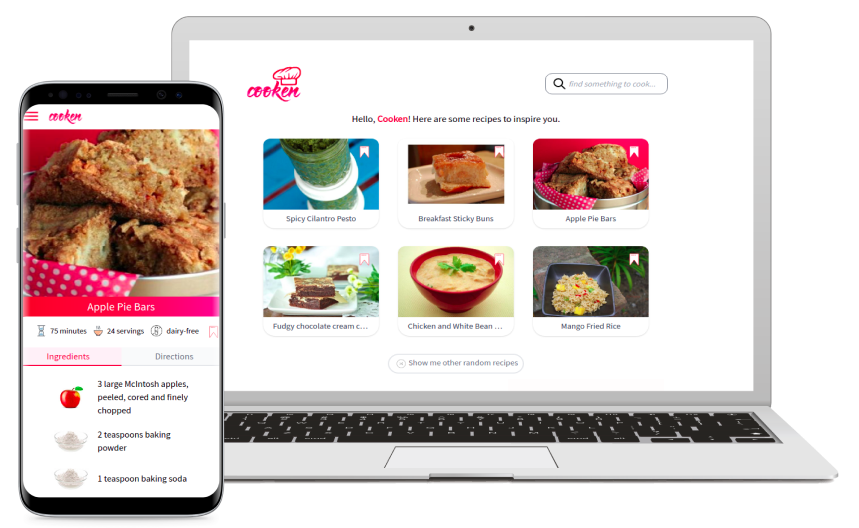 cooken
Apple Pie Bars
75 minutes
24 servings
dairy-free
Ingredients
Directions
3 large McIntosh apples,
peeled, cored and finely
chopped
2 teaspoons baking
powder
1 teaspoon baking soda
cooken
find something to cook...
Hello, Cooken! Here are some recipes to inspire you.
Spicy Cilantro Pesto
Breakfast Sticky Buns
Apple Pie Bars
Fudgy chocolate cream c...
Chicken and White Bean ...
Mango Fried Rice
Show me other random recipes